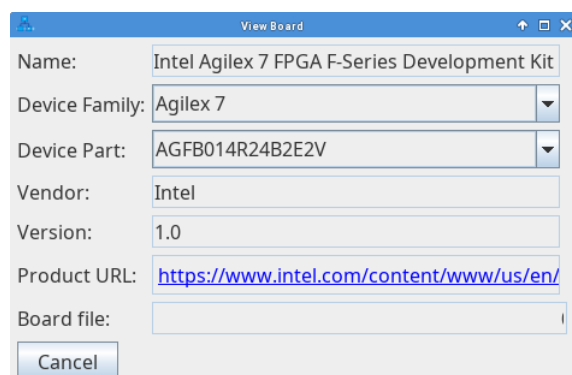 View Board
Name: Intel Agilex 7 FPGA F-Series Development Kit
Device Family: Agilex 7
Device Part: AGFB014R24B2E2V
Vendor: Intel
Version: 1.0
Product URL: https://www.intel.com/content/www/us/en/
Board file:
Cancel